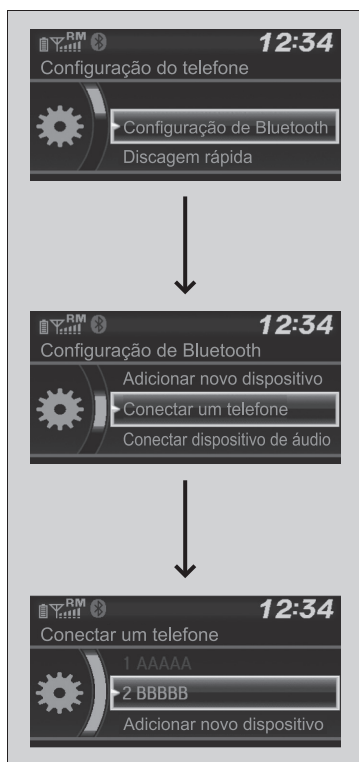 RM
12:34
Configuração do telefone
Configuração de Bluetooth
Discagem rápida
RM
12:34
Configuração de Bluetooth
Adicionar novo dispositivo
Conectar um telefone
Conectar dispositivo de áudio
RM
12:34
Conectar um telefone
1 AAAAA
2 BBBBB
Adicionar novo dispositivo